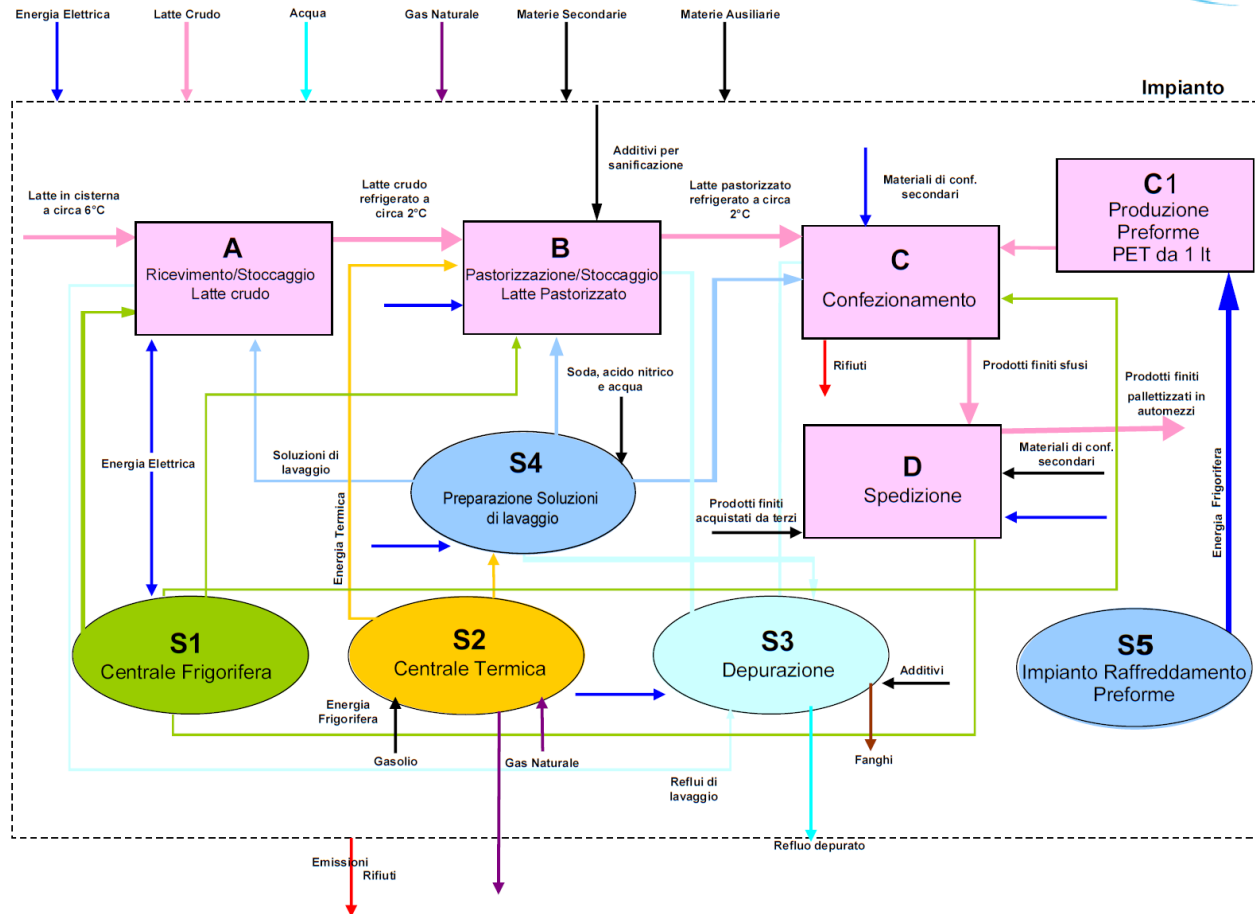 Energia Elettrica
Latte Crudo
Acqua
Gas Naturale
Materie Secondarie
Materie Ausiliarie
Impianto
Latte in cisterna
a circa 6°C
Latte crudo
refrigerato a
circa 2°C
Additivi per
sanificazione
Latte pastorizzato
refrigerato a circa
2°C
Materiali di conf.
secondari
C1
Produzione
Preforme
PET da 1 lt
A
Ricevimento/Stoccaggio
Latte crudo
B
Pastorizzazione/Stoccaggio
Latte Pastorizzato
C
Confezionamento
Rifiuti
Prodotti finiti sfusi
Prodotti finiti
pallettizzati in
automezzi
Soda, acido nitrico
e acqua
Energia Elettrica
Soluzioni di
lavaggio
S4
Preparazione Soluzioni
di lavaggio
D
Spedizione
Materiali di conf.
secondari
Prodotti finiti
acquistati da terzi
Energia Termica
Energia Frigorifera
S1
Centrale Frigorifera
S2
Centrale Termica
S3
Depurazione
S5
Impianto Raffreddamento
Preforme
Additivi
Energia
Frigorifera
Gasolio
Gas Naturale
Fanghi
Reflui di
lavaggio
Refluo depurato
Emissioni
Rifiuti